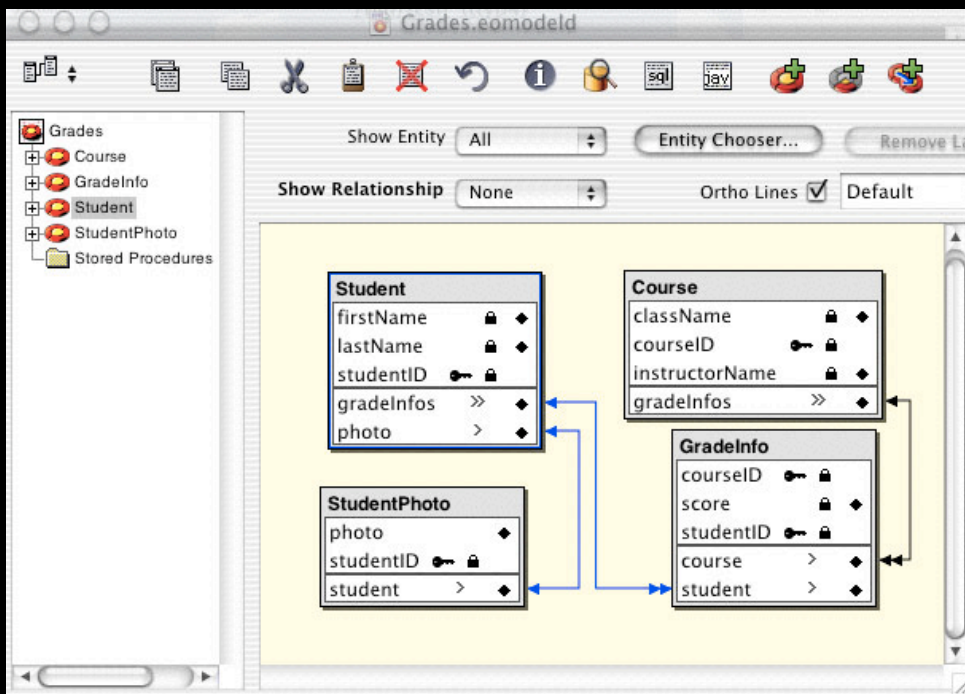 Grades.eomodeld
sql
jav
Grades
Course
GradeInfo
Student
StudentPhoto
Stored Procedures
Show Entity All Entity Chooser... Remove La
Show Relationship None Ortho Lines Default
Student
firstName
lastName
studentID
gradeInfos
photo
Course
className
courseID
instructorName
gradeInfos
StudentPhoto
photo
studentID
student
GradeInfo
courseID
score
studentID
course
student